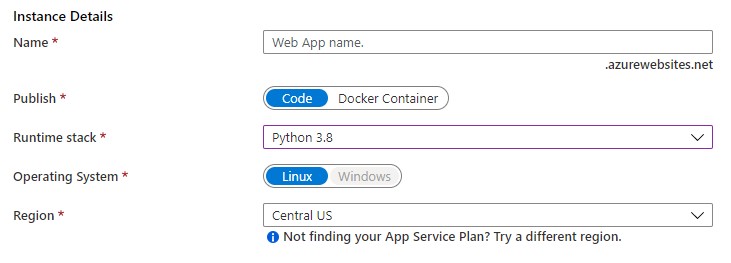 Instance Details
Name * Web App name.
.azurewebsites.net
Publish * Code Docker Container
Runtime stack * Python 3.8
Operating System * Linux Windows
Region * Central US
Not finding your App Service Plan? Try a different region.